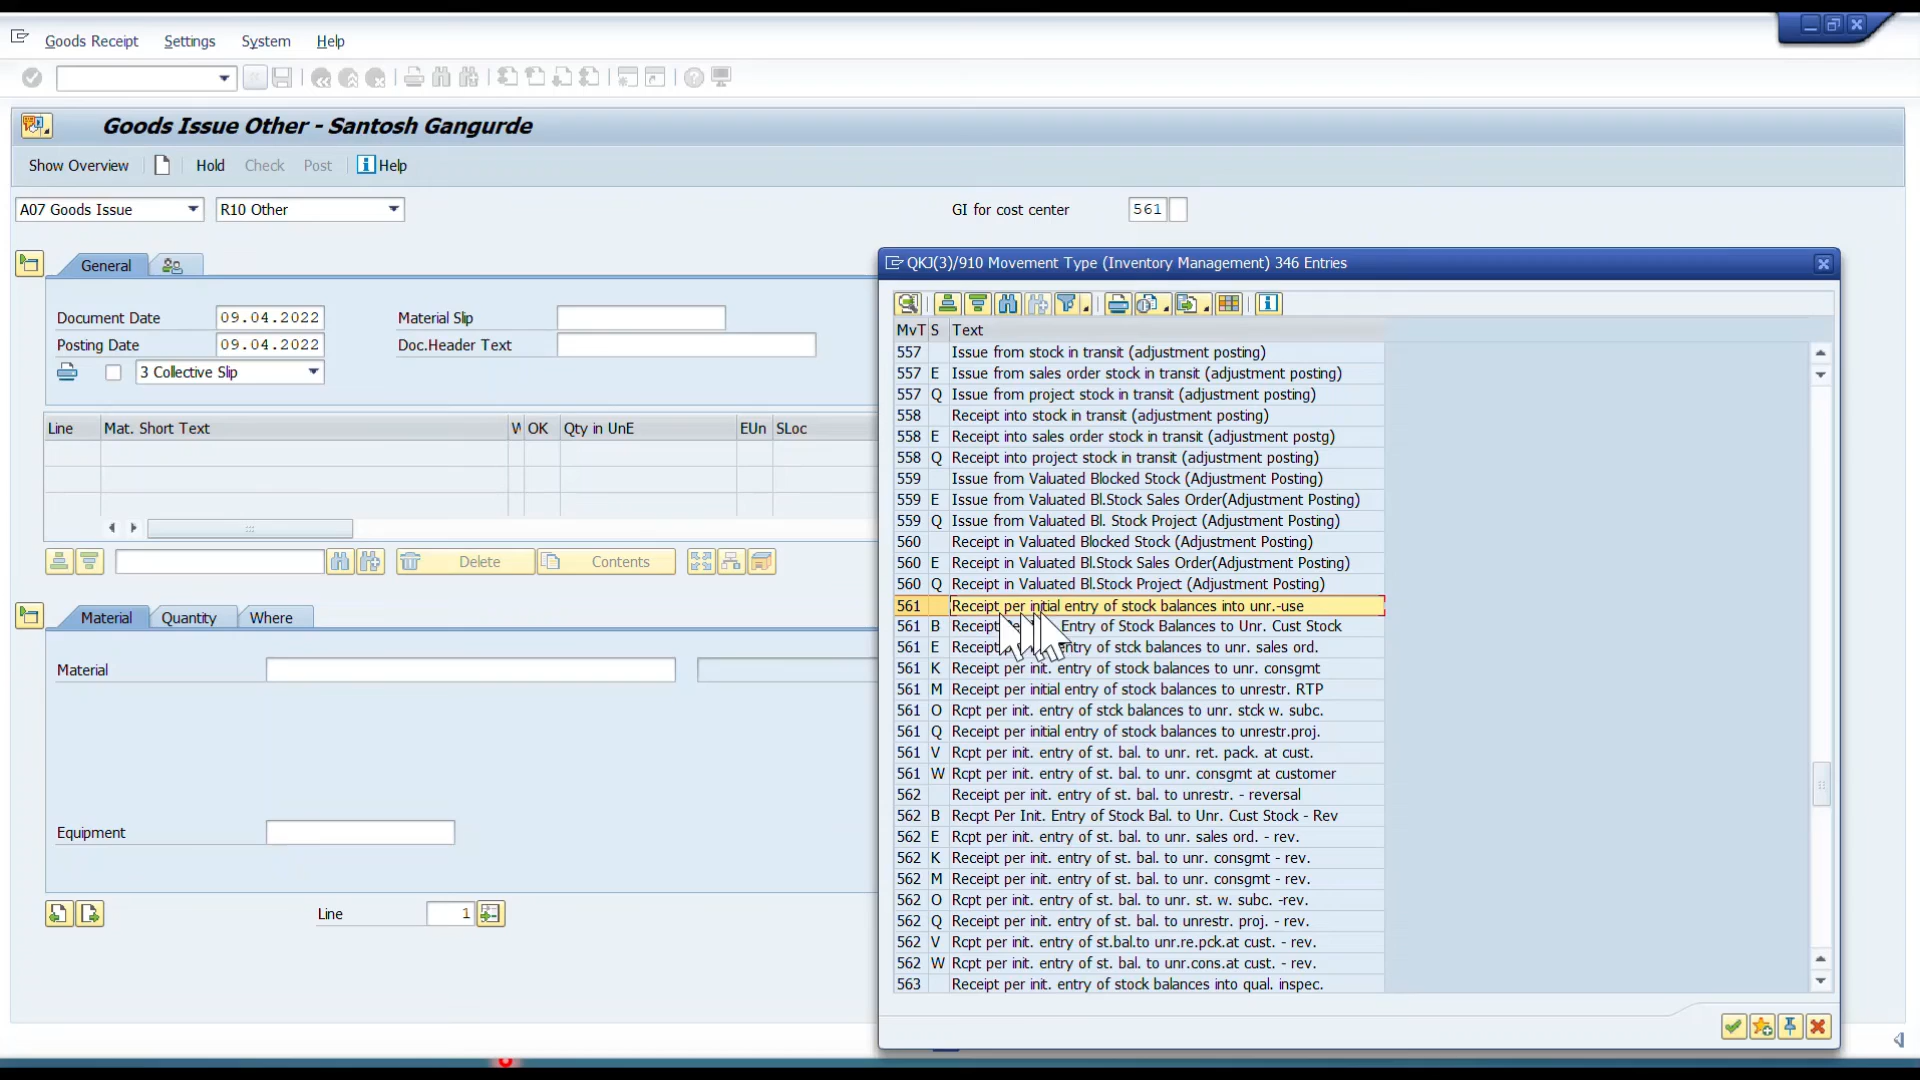 Goods Receipt Settings System Help
Goods Issue Other - Santosh Gangurde
Show Overview Hold Check Post Help
A07 Goods Issue R10 Other GI for cost center 561
General
Document Date 09.04.2022 Material Slip
Posting Date 09.04.2022 Doc.Header Text
3 Collective Slip
Line Mat. Short Text OK Qty in UnE EUn SLoc
Delete Contents
Material Quantity Where
Material
Equipment
Line 1
QKJ(3)/910 Movement Type (Inventory Management) 346 Entries
MvT S Text
557 Issue from stock in transit (adjustment posting)
557 E Issue from sales order stock in transit (adjustment posting)
557 Q Issue from project stock in transit (adjustment posting)
558 Receipt into stock in transit (adjustment posting)
558 E Receipt into sales order stock in transit (adjustment postg)
558 Q Receipt into project stock in transit (adjustment posting)
559 Issue from Valuated Blocked Stock (Adjustment Posting)
559 E Issue from Valuated Bl.Stock Sales Order(Adjustment Posting)
559 Q Issue from Valuated Bl. Stock Project (Adjustment Posting)
560 Receipt in Valuated Blocked Stock (Adjustment Posting)
560 E Receipt in Valuated Bl.Stock Sales Order(Adjustment Posting)
560 Q Receipt in Valuated Bl.Stock Project (Adjustment Posting)
561 Receipt per initial entry of stock balances into unr.-use
561 B Receipt Entry of Stock Balances to Unr. Cust Stock
561 E Receipt entry of stck balances to unr. sales ord.
561 K Receipt per init. entry of stock balances to unr. consgmt
561 M Receipt per initial entry of stock balances to unrestr. RTP
561 O Rcpt per init. entry of stck balances to unr. stck w. subc.
561 Q Receipt per initial entry of stock balances to unrestr.proj.
561 V Rcpt per init. entry of st. bal. to unr. ret. pack. at cust.
561 W Rcpt per init. entry of st. bal. to unr. consgmt at customer
562 Receipt per init. entry of st. bal. to unrestr. - reversal
562 B Recpt Per Init. Entry of Stock Bal. to Unr. Cust Stock - Rev
562 E Rcpt per init. entry of st. bal. to unr. sales ord. - rev.
562 K Receipt per init. entry of st. bal. to unr. consgmt - rev.
562 M Receipt per init. entry of st. bal. to unr. consgmt - rev.
562 O Rcpt per init. entry of st. bal. to unr. st. w. subc. -rev.
562 Q Receipt per init. entry of st. bal. to unrestr. proj. - rev.
562 V Rcpt per init. entry of st.bal.to unr.re.pck.at cust. - rev.
562 W Rcpt per init. entry of st. bal. to unr.cons.at cust. - rev.
563 Receipt per init. entry of stock balances into qual. inspec.